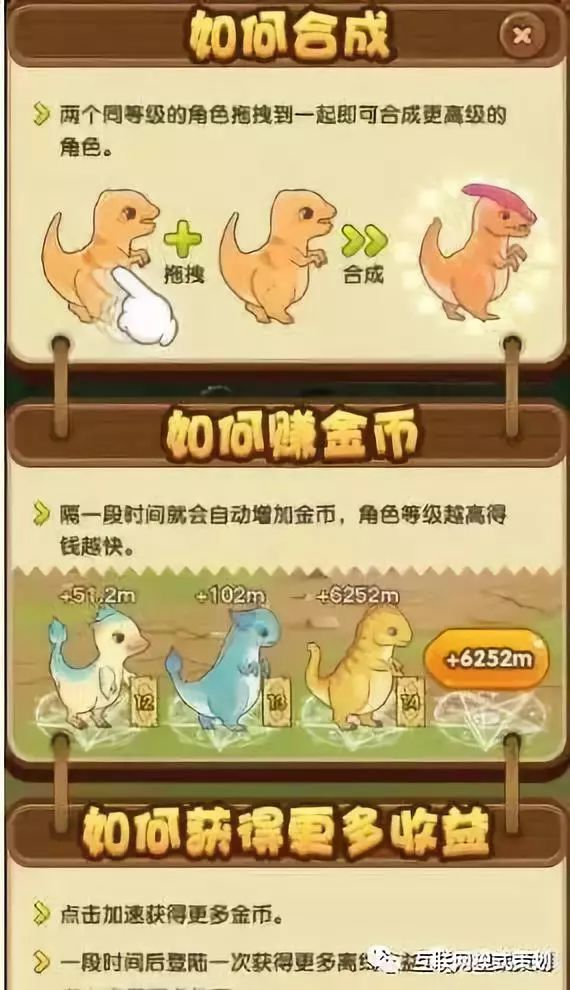 如何合成
两个同等级的角色拖拽到一起即可合成更高级的
角色。
拖拽
合成
如何赚金币
隔一段时间就会自动增加金币，角色等级越高得
钱越快。
+51.2m +102m +6252m
+6252m
12 13 14
如何获得更多收益
点击加速获得更多金币。
一段时间后登陆一次获得更多离线
互联网